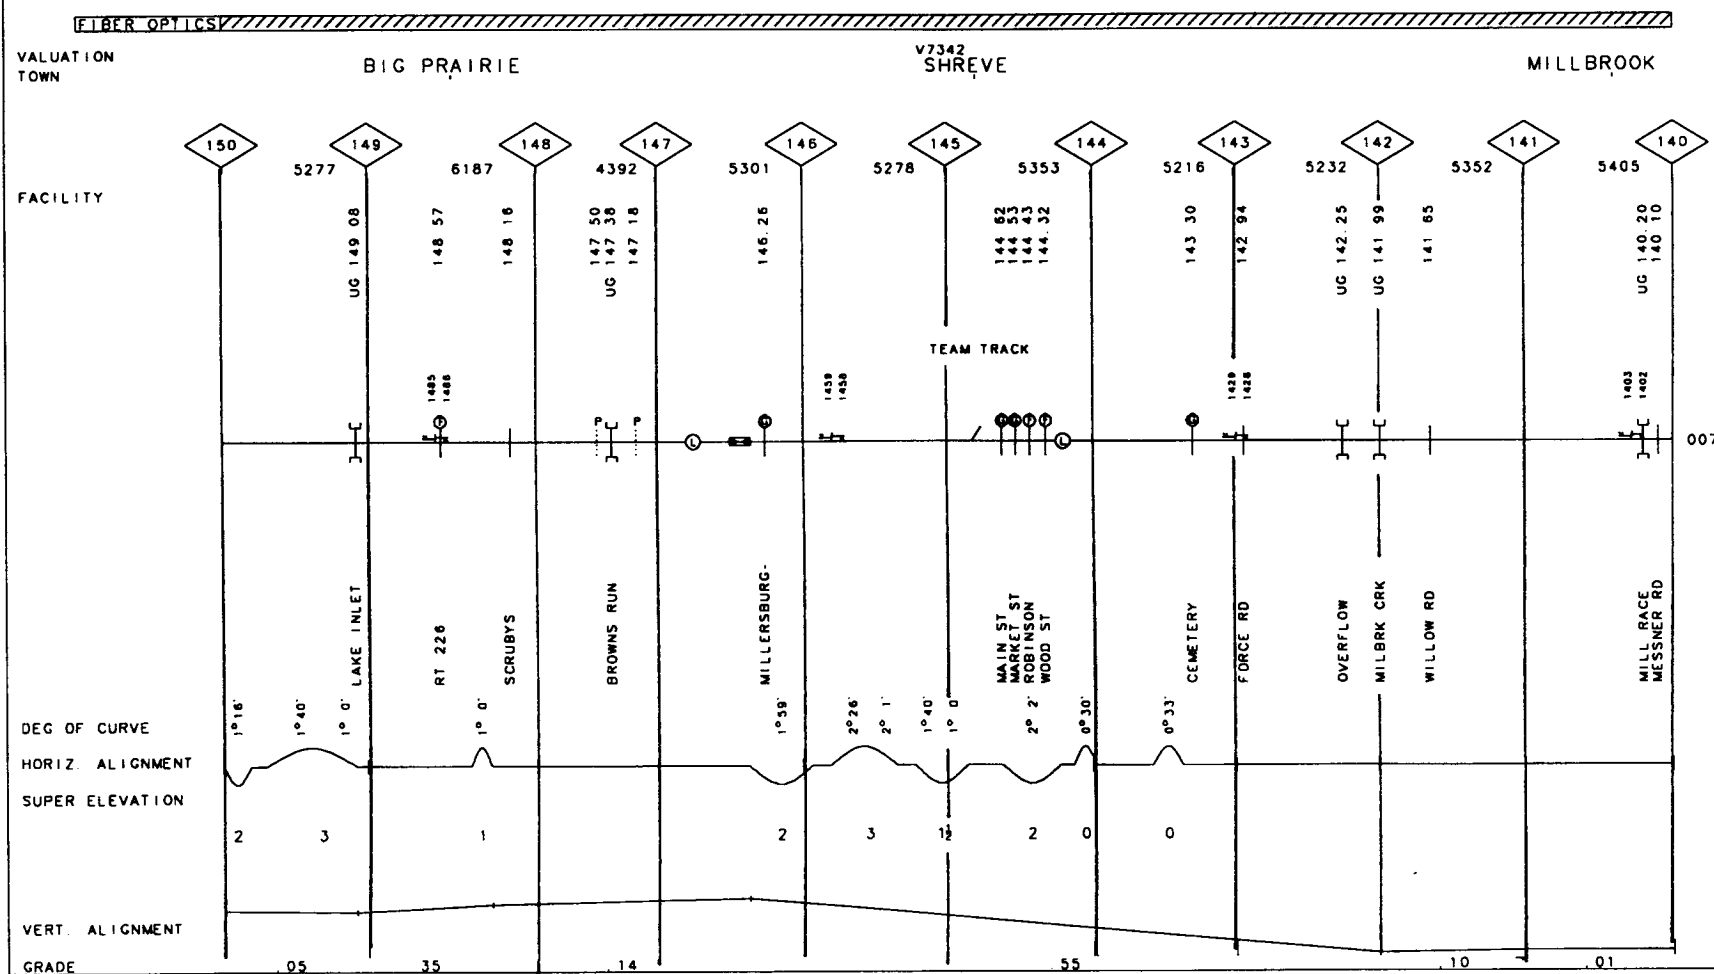 FIBER OPTICS
VALUATION
V7342
TOWN
BIG PRAIRIE
SHREVE
MILLBROOK
150 149 148 147 146 145 144 143 142 141 140
5277 6187 4392 5301 5278 5353 5216 5232 5352 5405
FACILITY
UG 149 08
148 57
148 16
147 50
UG 147 38
147 18
146.26
144 62
144 53
144 43
144.32
143 30
142 94
UG 142.25
UG 141 99
141 65
UG 140.20
140 10
TEAM TRACK
1485
1459
1458
1429
1428
1403
1402
P P
L L
007
LAKE INLET
RT 226
SCRUBYS
BROWNS RUN
MILLERSBURG-
MAIN ST
MARKET ST
ROBINSON
WOOD ST
CEMETERY
FORCE RD
OVERFLOW
MILBRK CRK
WILLOW RD
MILL RACE
MESSNER RD
DEG OF CURVE
1°16' 1°40' 1° 0' 1° 0' 1°59' 2°26' 2° 1' 1°40' 1° 0' 2° 2' 0°30' 0°33'
HORIZ. ALIGNMENT
SUPER ELEVATION
2 3 1 2 3 2 0 0
VERT. ALIGNMENT
GRADE
.05 .35 .14 .55 .10 .01